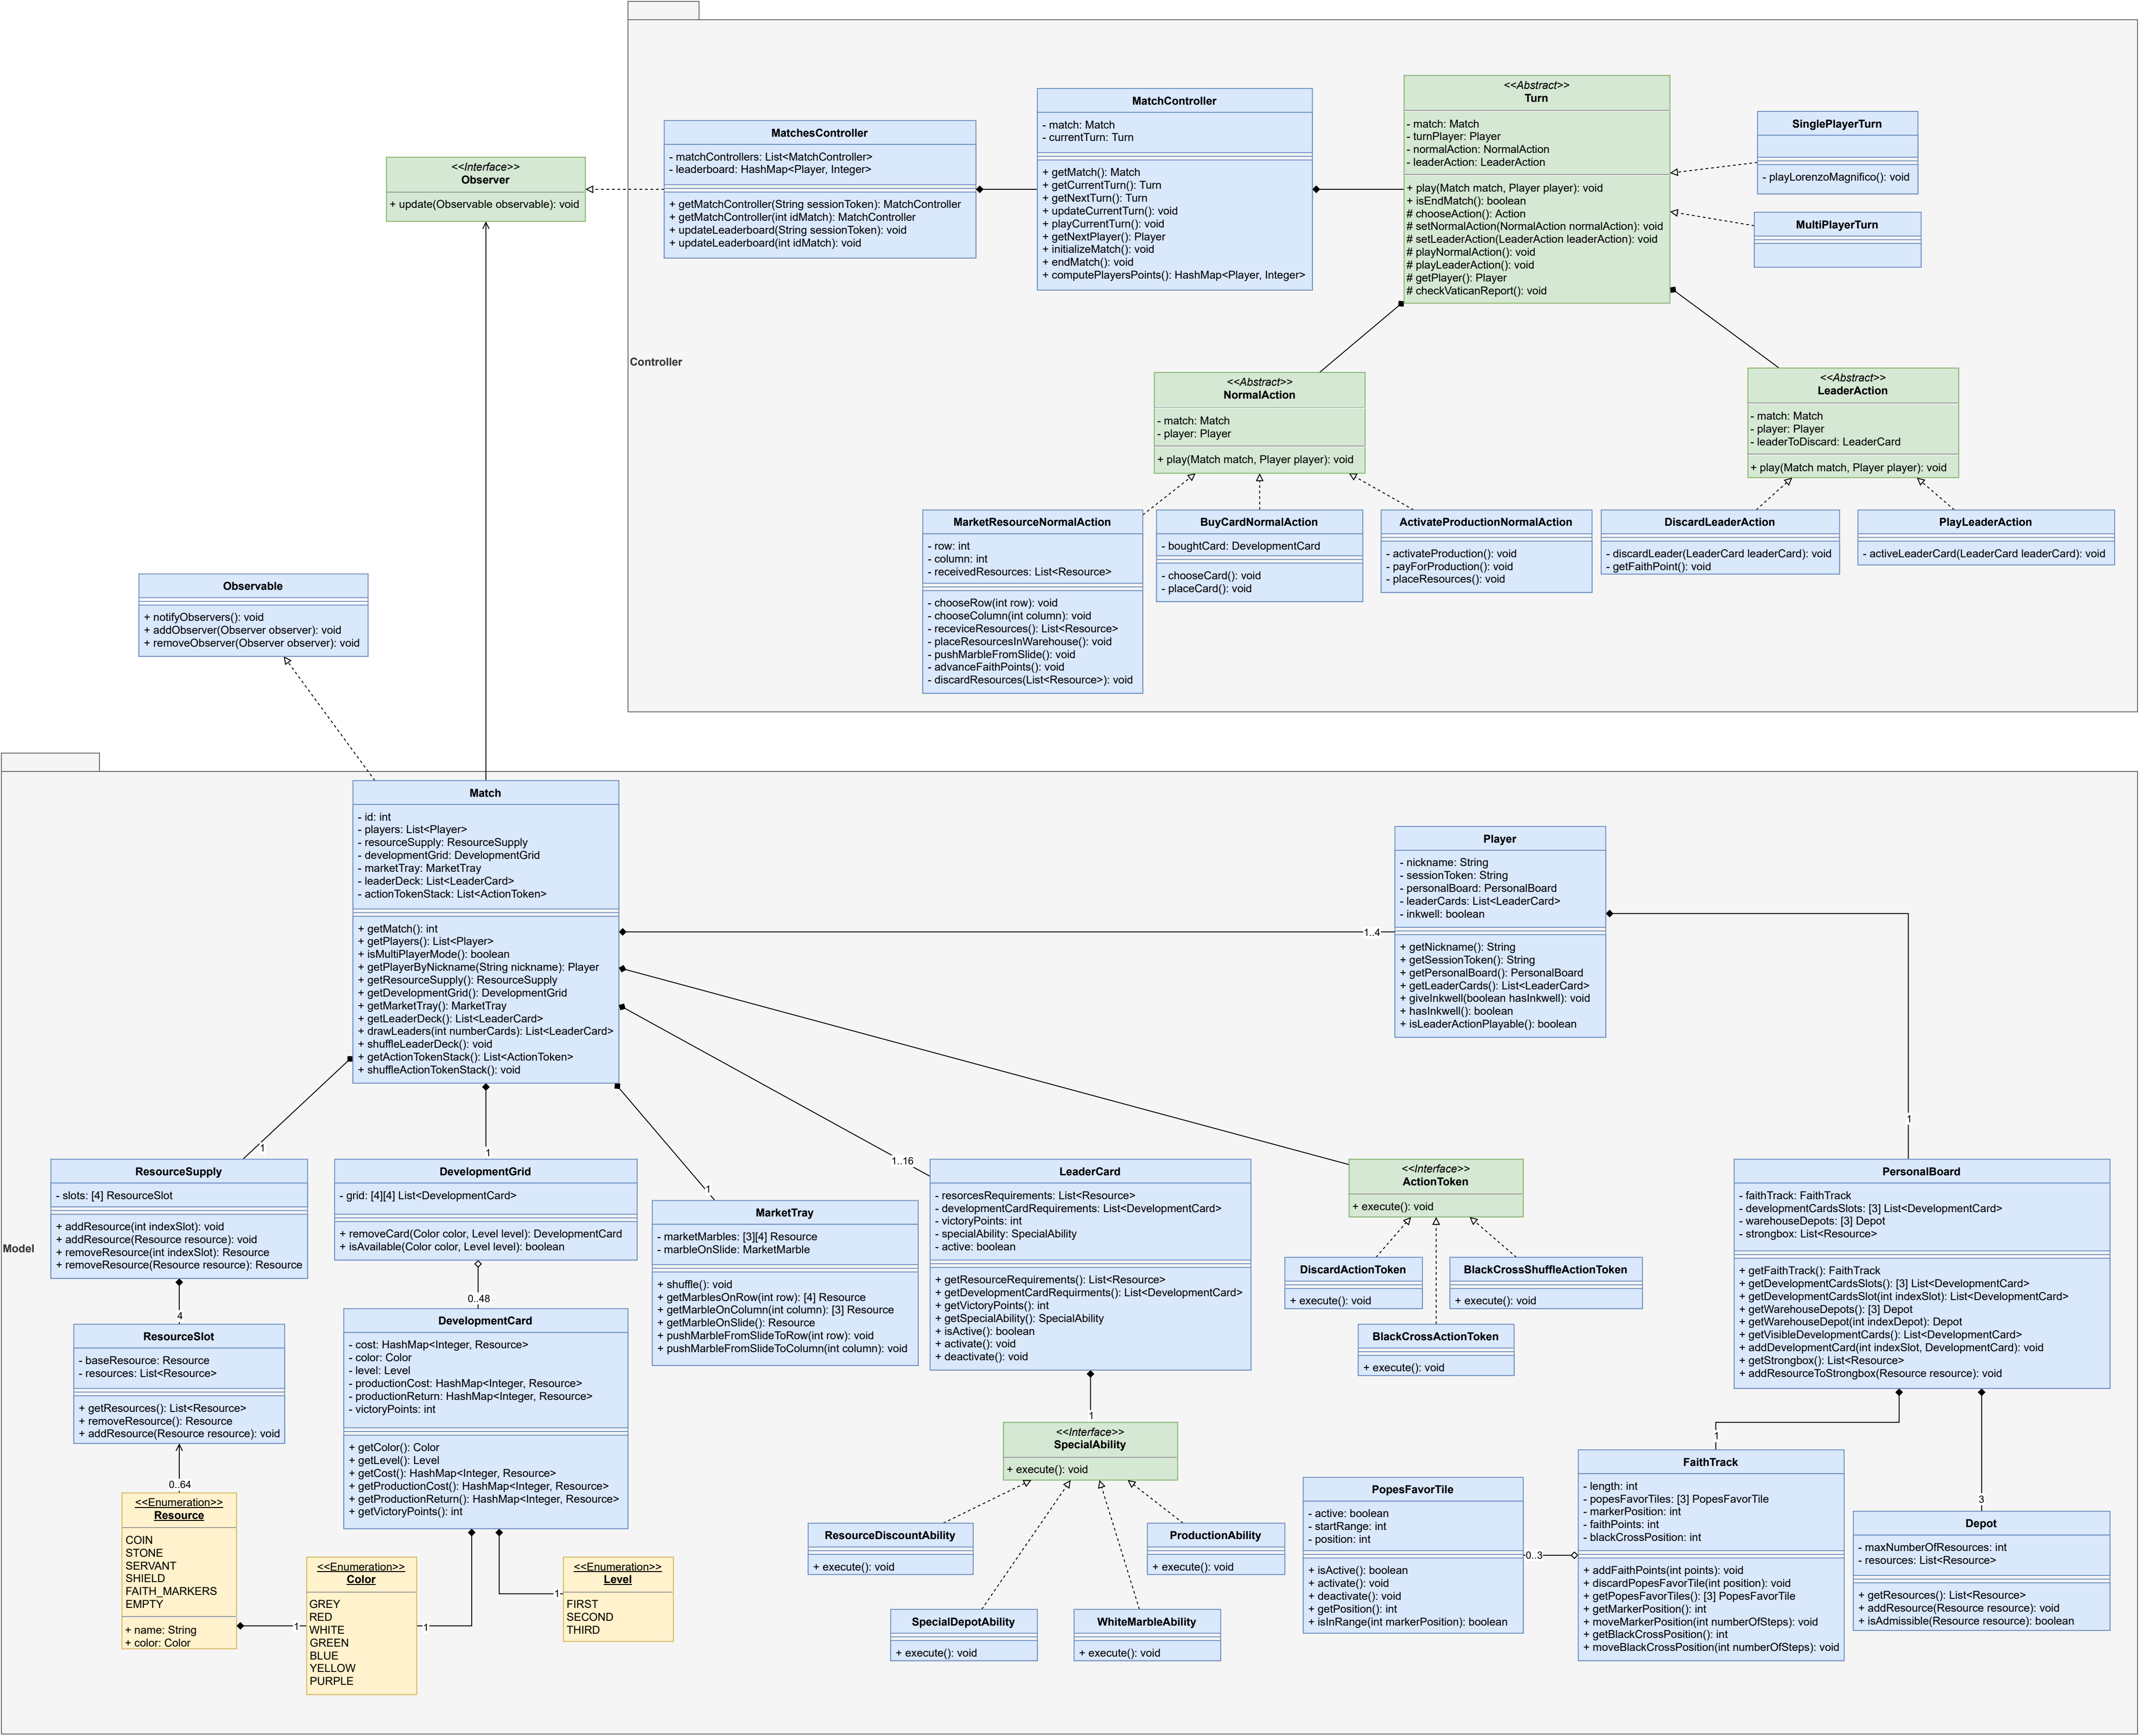 <<Interface>>
Observer
+ update(Observable observable): void
MatchesController
- matchControllers: List<MatchController>
- leaderboard: HashMap<Player, Integer>
+ getMatchController(String sessionToken): MatchController
+ getMatchController(int idMatch): MatchController
+ updateLeaderboard(String sessionToken): void
+ updateLeaderboard(int idMatch): void
MatchController
- match: Match
- currentTurn: Turn
+ getMatch(): Match
+ getCurrentTurn(): Turn
+ getNextTurn(): Turn
+ updateCurrentTurn(): void
+ playCurrentTurn(): void
+ getNextPlayer(): Player
+ initializeMatch(): void
+ endMatch(): void
+ computePlayersPoints(): HashMap<Player, Integer>
<<Abstract>>
Turn
- match: Match
- turnPlayer: Player
- normalAction: NormalAction
- leaderAction: LeaderAction
+ play(Match match, Player player): void
+ isEndMatch(): boolean
# chooseAction(): Action
# setNormalAction(NormalAction normalAction): void
# setLeaderAction(LeaderAction leaderAction): void
# playNormalAction(): void
# playLeaderAction(): void
# getPlayer(): Player
# checkVaticanReport(): void
SinglePlayerTurn
- playLorenzoMagnifico(): void
MultiPlayerTurn
Controller
<<Abstract>>
NormalAction
- match: Match
- player: Player
+ play(Match match, Player player): void
<<Abstract>>
LeaderAction
- match: Match
- player: Player
- leaderToDiscard: LeaderCard
+ play(Match match, Player player): void
MarketResourceNormalAction
- row: int
- column: int
- receivedResources: List<Resource>
- chooseRow(int row): void
- chooseColumn(int column): void
- receviceResources(): List<Resource>
- placeResourcesInWarehouse(): void
- pushMarbleFromSlide(): void
- advanceFaithPoints(): void
- discardResources(List<Resource>): void
BuyCardNormalAction
- boughtCard: DevelopmentCard
- chooseCard(): void
- placeCard(): void
ActivateProductionNormalAction
- activateProduction(): void
- payForProduction(): void
- placeResources(): void
DiscardLeaderAction
- discardLeader(LeaderCard leaderCard): void
- getFaithPoint(): void
PlayLeaderAction
- activeLeaderCard(LeaderCard leaderCard): void
Observable
+ notifyObservers(): void
+ addObserver(Observer observer): void
+ removeObserver(Observer observer): void
Match
- id: int
- players: List<Player>
- resourceSupply: ResourceSupply
- developmentGrid: DevelopmentGrid
- marketTray: MarketTray
- leaderDeck: List<LeaderCard>
- actionTokenStack: List<ActionToken>
+ getMatch(): int
+ getPlayers(): List<Player>
+ isMultiPlayerMode(): boolean
+ getPlayerByNickname(String nickname): Player
+ getResourceSupply(): ResourceSupply
+ getDevelopmentGrid(): DevelopmentGrid
+ getMarketTray(): MarketTray
+ getLeaderDeck(): List<LeaderCard>
+ drawLeaders(int numberCards): List<LeaderCard>
+ shuffleLeaderDeck(): void
+ getActionTokenStack(): List<ActionToken>
+ shuffleActionTokenStack(): void
1..4
Player
- nickname: String
- sessionToken: String
- personalBoard: PersonalBoard
- leaderCards: List<LeaderCard>
- inkwell: boolean
+ getNickname(): String
+ getSessionToken(): String
+ getPersonalBoard(): PersonalBoard
+ getLeaderCards(): List<LeaderCard>
+ giveInkwell(boolean hasInkwell): void
+ hasInkwell(): boolean
+ isLeaderActionPlayable(): boolean
1
1
1
1..16
1
Model
ResourceSupply
- slots: [4] ResourceSlot
+ addResource(int indexSlot): void
+ addResource(Resource resource): void
+ removeResource(int indexSlot): Resource
+ removeResource(Resource resource): Resource
4
DevelopmentGrid
- grid: [4][4] List<DevelopmentCard>
+ removeCard(Color color, Level level): DevelopmentCard
+ isAvailable(Color color, Level level): boolean
0..48
MarketTray
- marketMarbles: [3][4] Resource
- marbleOnSlide: MarketMarble
+ shuffle(): void
+ getMarblesOnRow(int row): [4] Resource
+ getMarbleOnColumn(int column): [3] Resource
+ getMarbleOnSlide(): Resource
+ pushMarbleFromSlideToRow(int row): void
+ pushMarbleFromSlideToColumn(int column): void
LeaderCard
- resorcesRequirements: List<Resource>
- developmentCardRequirements: List<DevelopmentCard>
- victoryPoints: int
- specialAbility: SpecialAbility
- active: boolean
+ getResourceRequirements(): List<Resource>
+ getDevelopmentCardRequirments(): List<DevelopmentCard>
+ getVictoryPoints(): int
+ getSpecialAbility(): SpecialAbility
+ isActive(): boolean
+ activate(): void
+ deactivate(): void
1
<<Interface>>
ActionToken
+ execute(): void
DiscardActionToken
+ execute(): void
BlackCrossShuffleActionToken
+ execute(): void
BlackCrossActionToken
+ execute(): void
PersonalBoard
- faithTrack: FaithTrack
- developmentCardsSlots: [3] List<DevelopmentCard>
- warehouseDepots: [3] Depot
- strongbox: List<Resource>
+ getFaithTrack(): FaithTrack
+ getDevelopmentCardsSlots(): [3] List<DevelopmentCard>
+ getDevelopmentCardsSlot(int indexSlot): List<DevelopmentCard>
+ getWarehouseDepots(): [3] Depot
+ getWarehouseDepot(int indexDepot): Depot
+ getVisibleDevelopmentCards(): List<DevelopmentCard>
+ addDevelopmentCard(int indexSlot, DevelopmentCard): void
+ getStrongbox(): List<Resource>
+ addResourceToStrongbox(Resource resource): void
1
3
ResourceSlot
- baseResource: Resource
- resources: List<Resource>
+ getResources(): List<Resource>
+ removeResource(): Resource
+ addResource(Resource resource): void
0..64
DevelopmentCard
- cost: HashMap<Integer, Resource>
- color: Color
- level: Level
- productionCost: HashMap<Integer, Resource>
- productionReturn: HashMap<Integer, Resource>
- victoryPoints: int
+ getColor(): Color
+ getLevel(): Level
+ getCost(): HashMap<Integer, Resource>
+ getProductionCost(): HashMap<Integer, Resource>
+ getProductionReturn(): HashMap<Integer, Resource>
+ getVictoryPoints(): int
<<Enumeration>>
Resource
COIN
STONE
SERVANT
SHIELD
FAITH_MARKERS
EMPTY
+ name: String
+ color: Color
1
<<Enumeration>>
Color
GREY
RED
WHITE
GREEN
BLUE
YELLOW
PURPLE
1
1
<<Enumeration>>
Level
FIRST
SECOND
THIRD
<<Interface>>
SpecialAbility
+ execute(): void
ResourceDiscountAbility
+ execute(): void
ProductionAbility
+ execute(): void
SpecialDepotAbility
+ execute(): void
WhiteMarbleAbility
+ execute(): void
PopesFavorTile
- active: boolean
- startRange: int
- position: int
+ isActive(): boolean
+ activate(): void
+ deactivate(): void
+ getPosition(): int
+ isInRange(int markerPosition): boolean
0..3
FaithTrack
- length: int
- popesFavorTiles: [3] PopesFavorTile
- markerPosition: int
- faithPoints: int
- blackCrossPosition: int
+ addFaithPoints(int points): void
+ discardPopesFavorTile(int position): void
+ getPopesFavorTiles(): [3] PopesFavorTile
+ getMarkerPosition(): int
+ moveMarkerPosition(int numberOfSteps): void
+ getBlackCrossPosition(): int
+ moveBlackCrossPosition(int numberOfSteps): void
Depot
- maxNumberOfResources: int
- resources: List<Resource>
+ getResources(): List<Resource>
+ addResource(Resource resource): void
+ isAdmissible(Resource resource): boolean